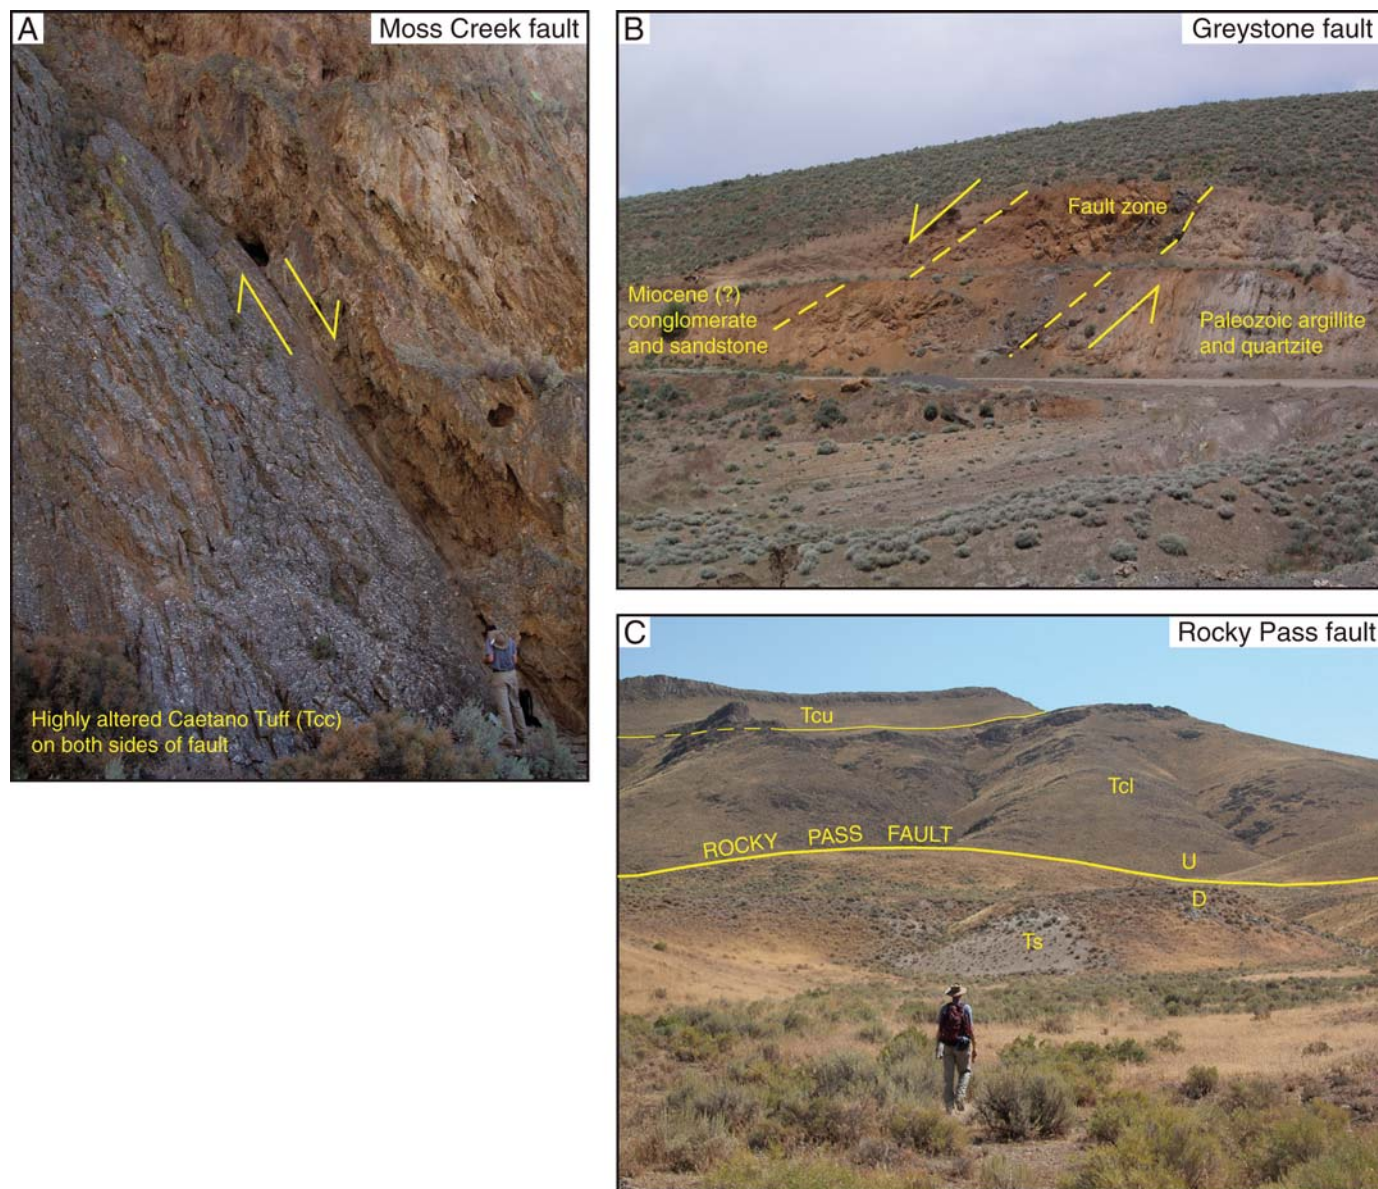 A
Moss Creek fault
Highly altered Caetano Tuff (Tcc)
on both sides of fault
B
Greystone fault
Fault zone
Miocene (?)
conglomerate
and sandstone
Paleozoic argillite
and quartzite
C
Rocky Pass fault
Tcu
Tcl
ROCKY PASS FAULT
U
D
Ts